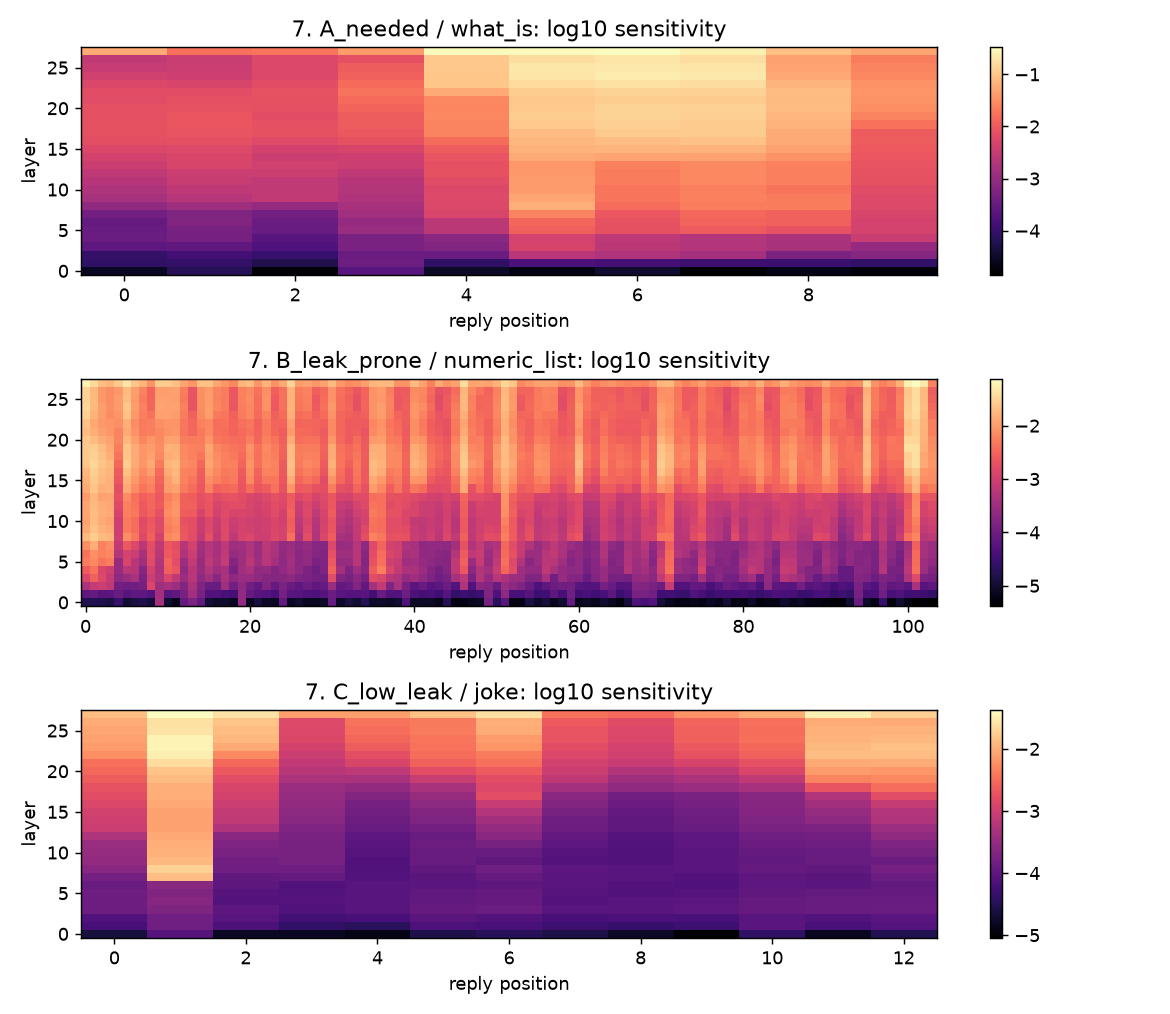 7. A_needed / what_is: log10 sensitivity
25
20
15
10
5
0
layer
0 2 4 6 8
reply position
−1
−2
−3
−4
7. B_leak_prone / numeric_list: log10 sensitivity
25
20
15
10
5
0
layer
0 20 40 60 80 100
reply position
−2
−3
−4
−5
7. C_low_leak / joke: log10 sensitivity
25
20
15
10
5
0
layer
0 2 4 6 8 10 12
reply position
−2
−3
−4
−5